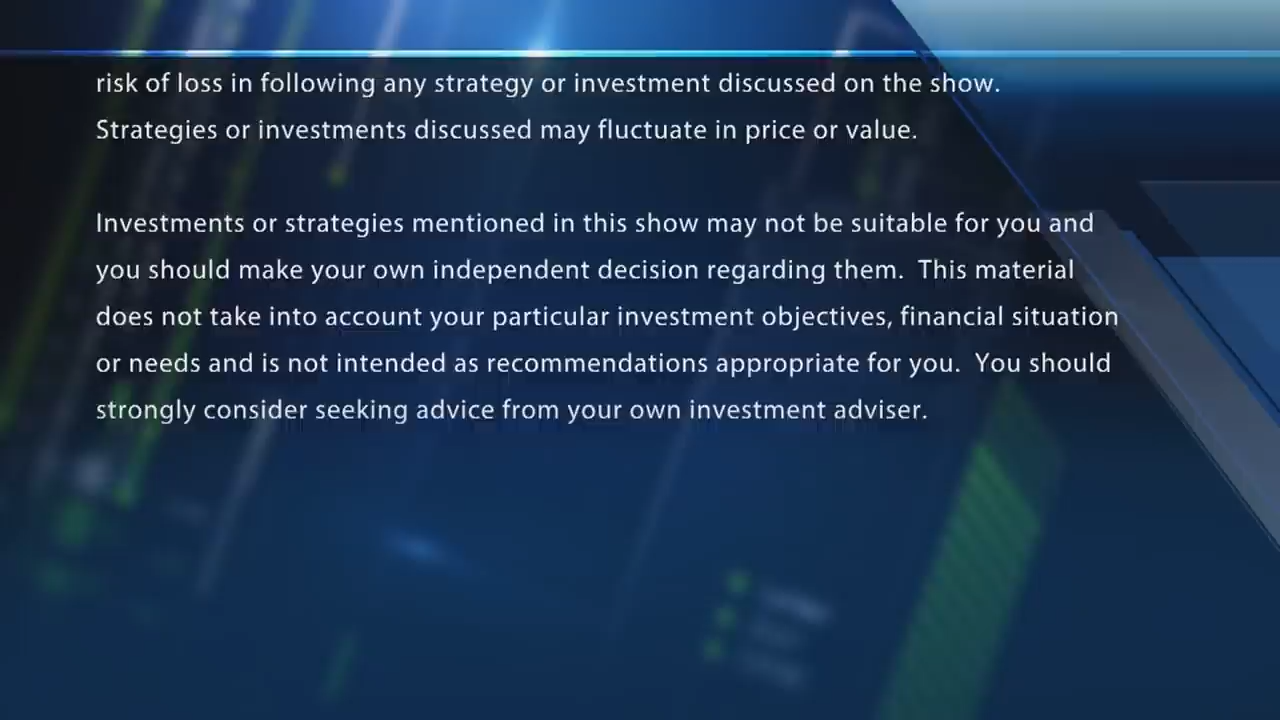 risk of loss in following any strategy or investment discussed on the show.
Strategies or investments discussed may fluctuate in price or value.
Investments or strategies mentioned in this show may not be suitable for you and
you should make your own independent decision regarding them.  This material
does not take into account your particular investment objectives, financial situation
or needs and is not intended as recommendations appropriate for you.  You should
strongly consider seeking advice from your own investment adviser.